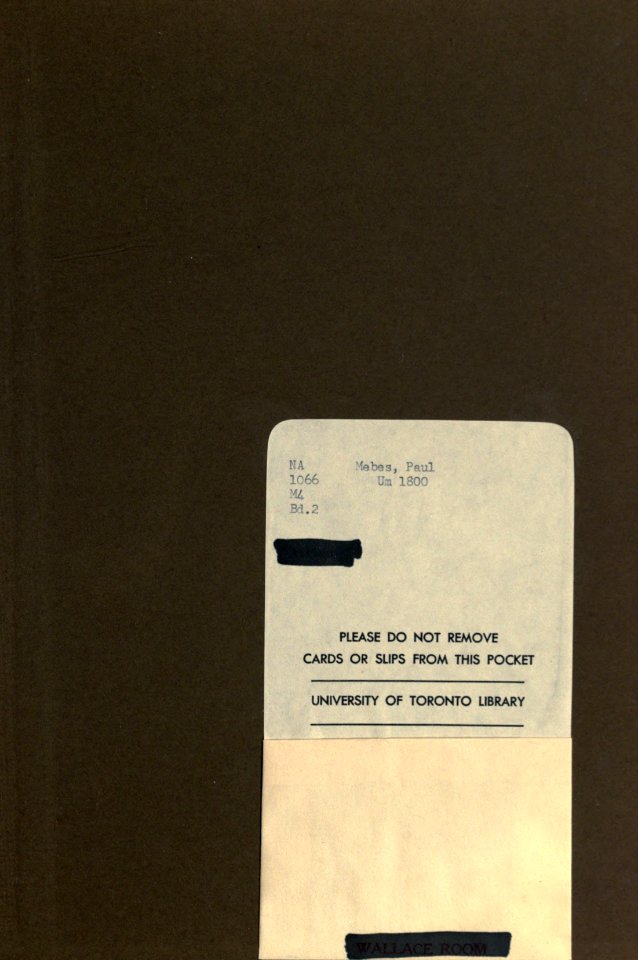 NA Mebes, Paul
1066 Um 1800
M4
Bd.2
PLEASE DO NOT REMOVE
CARDS OR SLIPS FROM THIS POCKET
UNIVERSITY OF TORONTO LIBRARY
WALLACE ROOM